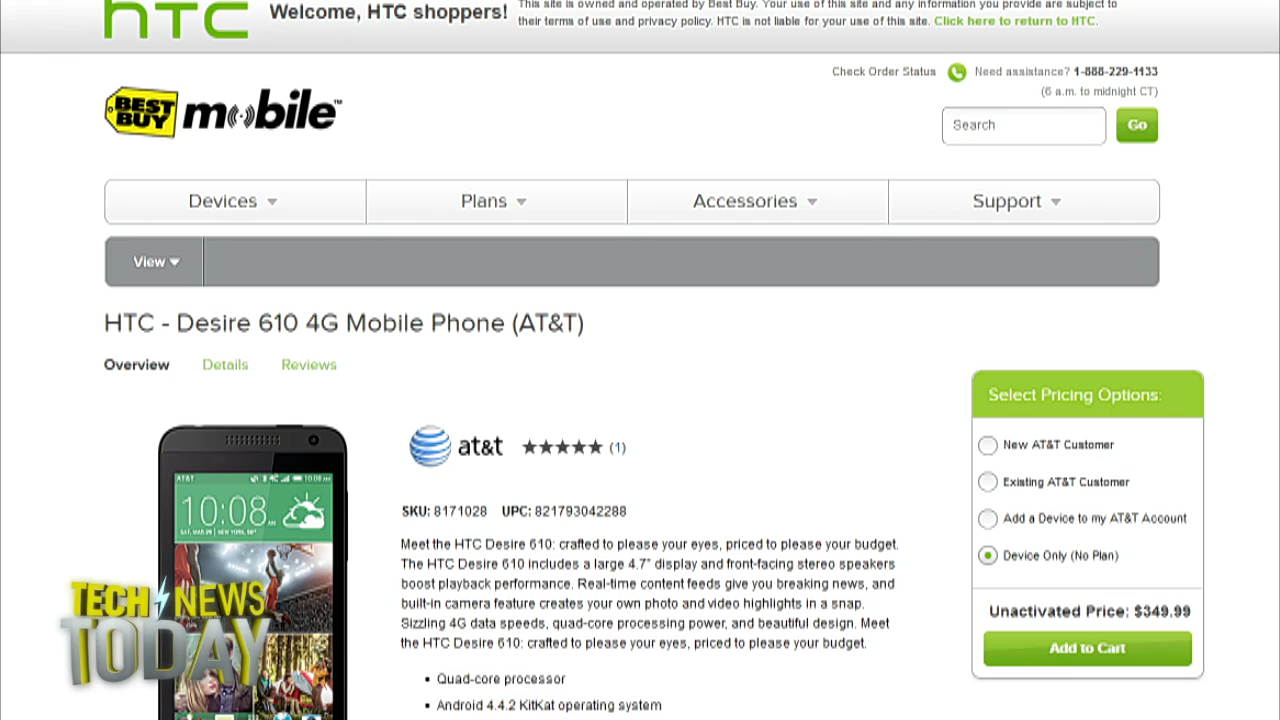 hTC
Welcome, HTC shoppers!
This site is owned and operated by Best Buy. Your use of this site and any information you provide are subject to
their terms of use and privacy policy. HTC is not liable for your use of this site. Click here to return to HTC.
Check Order Status
Need assistance? 1-888-229-1133
(6 a.m. to midnight CT)
BEST BUY mobile™
Search
Go
Devices
Plans
Accessories
Support
View
HTC - Desire 610 4G Mobile Phone (AT&T)
Overview
Details
Reviews
Select Pricing Options:
New AT&T Customer
Existing AT&T Customer
Add a Device to my AT&T Account
Device Only (No Plan)
Unactivated Price: $349.99
Add to Cart
at&t
(1)
SKU: 8171028 UPC: 821793042288
Meet the HTC Desire 610: crafted to please your eyes, priced to please your budget.
The HTC Desire 610 includes a large 4.7" display and front-facing stereo speakers
boost playback performance. Real-time content feeds give you breaking news, and
built-in camera feature creates your own photo and video highlights in a snap.
Sizzling 4G data speeds, quad-core processing power, and beautiful design. Meet
the HTC Desire 610: crafted to please your eyes, priced to please your budget.
• Quad-core processor
• Android 4.4.2 KitKat operating system
AT&T
4G
10:08 AM
10:08 AM
TECH NEWS
TODAY